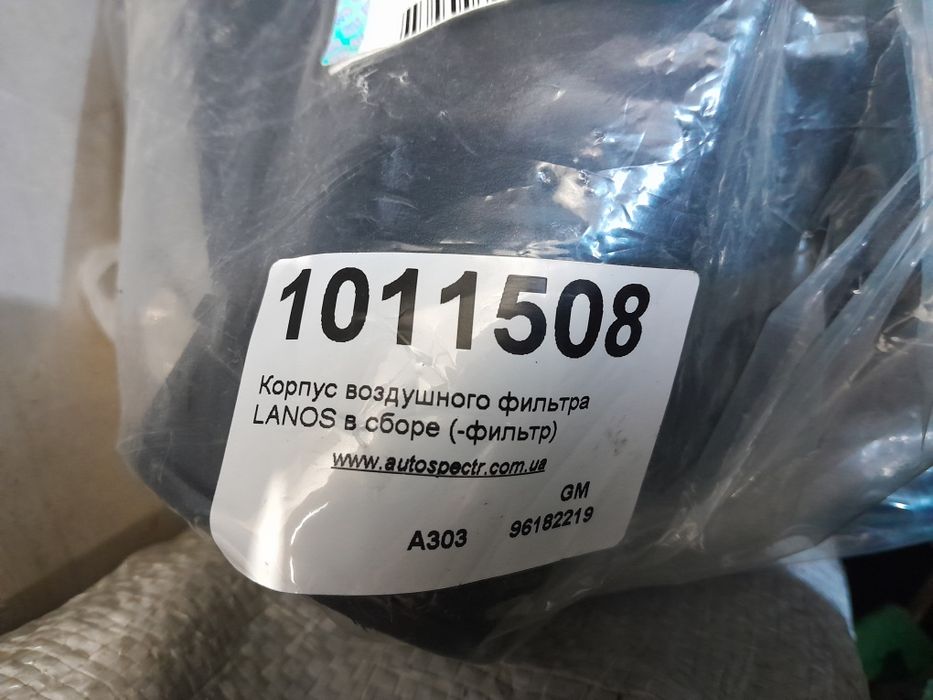 1011508
Корпус воздушного фильтра
LANOS в сборе (-фильтр)
www.autospectr.com.ua
GM
A303 96182219